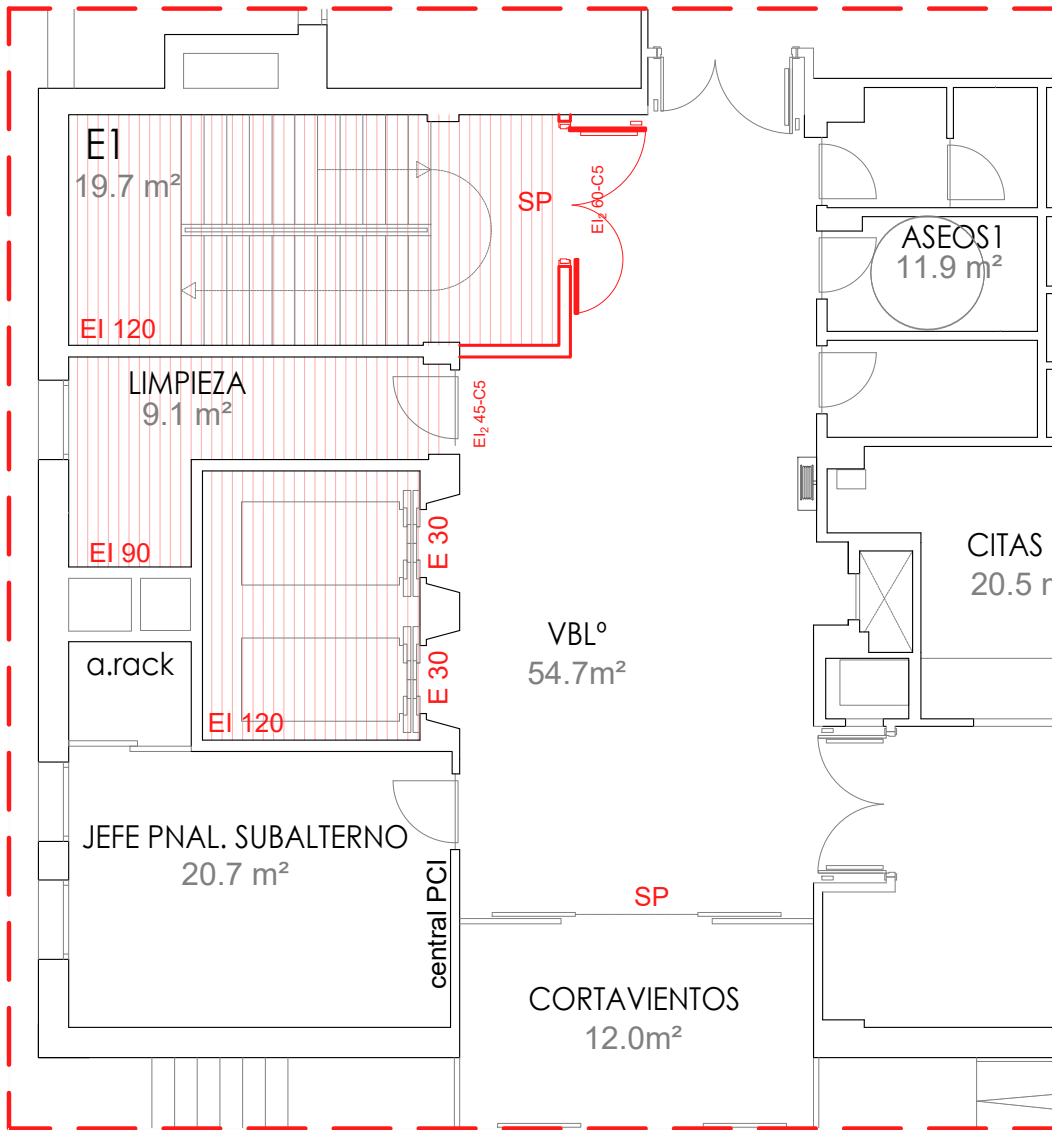 E1
19.7 m²
SP
EI₂ 60-C5
ASEOS1
11.9 m²
EI 120
LIMPIEZA
9.1 m²
EI₂ 45-C5
EI 90
E 30
CITAS
20.5 m
a.rack
E 30
VBLº
54.7m²
EI 120
JEFE PNAL. SUBALTERNO
20.7 m²
central PCI
SP
CORTAVIENTOS
12.0m²